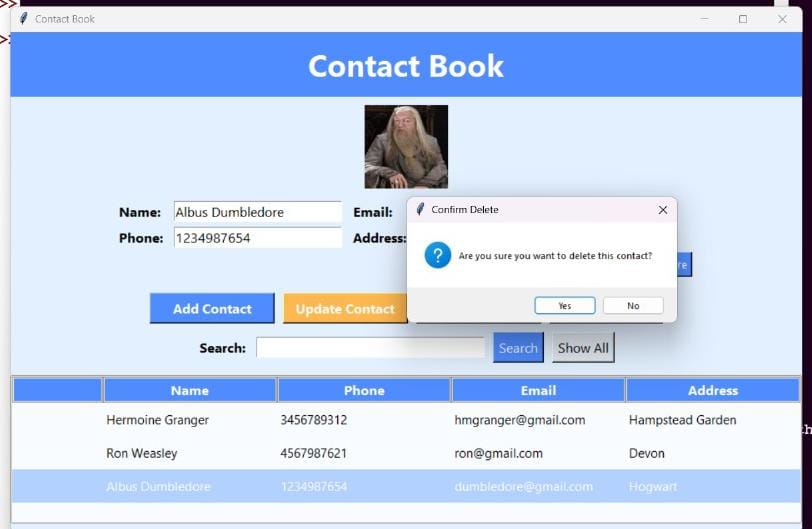 >>
Contact Book
Contact Book
Name: Albus Dumbledore Email:
Phone: 1234987654 Address:
Confirm Delete
Are you sure you want to delete this contact?
Yes No
re
Add Contact Update Contact
Search: Search Show All
Name Phone Email Address
Hermoine Granger 3456789312 hmgranger@gmail.com Hampstead Garden
Ron Weasley 4567987621 ron@gmail.com Devon
Albus Dumbledore 1234987654 dumbledore@gmail.com Hogwart